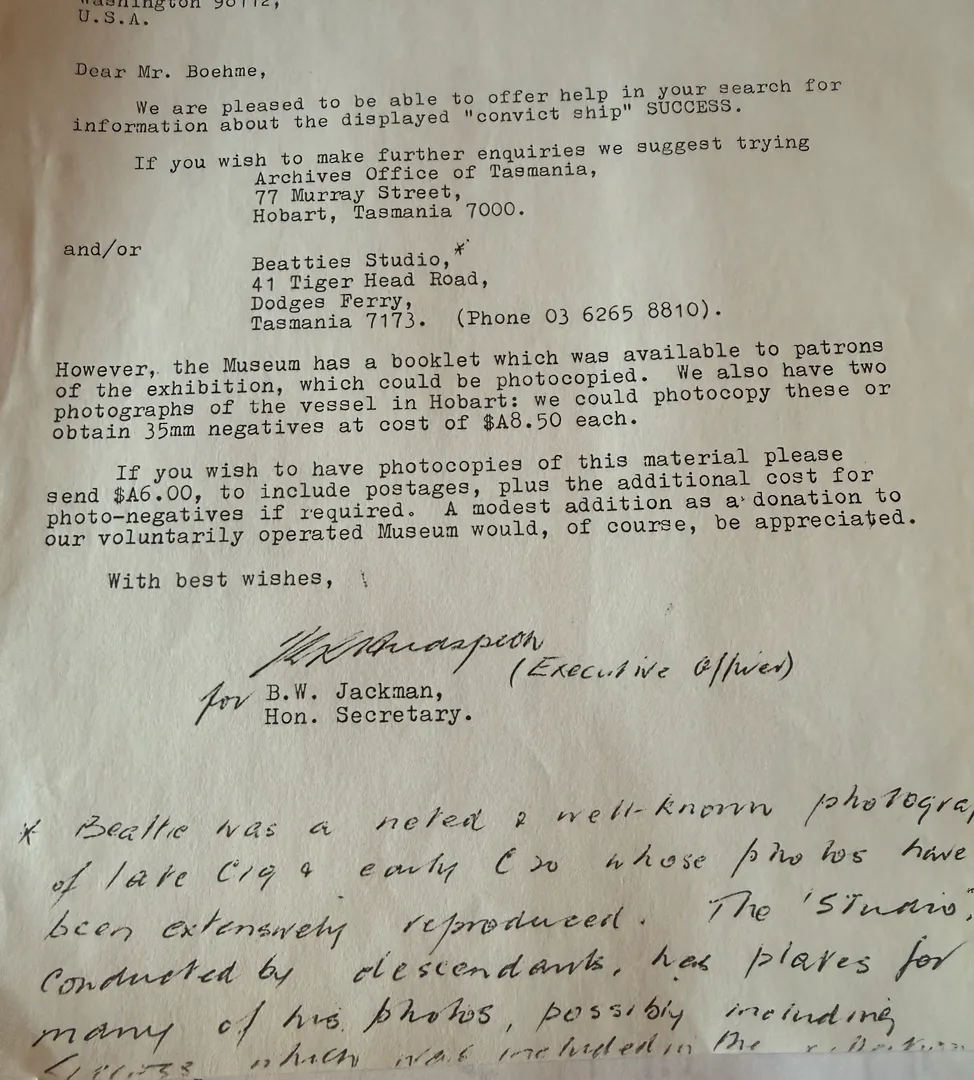 Washington 98112,
U.S.A.
Dear Mr. Boehme,
We are pleased to be able to offer help in your search for
information about the displayed "convict ship" SUCCESS.
If you wish to make further enquiries we suggest trying
Archives Office of Tasmania,
77 Murray Street,
Hobart, Tasmania 7000.
and/or
Beatties Studio,*
41 Tiger Head Road,
Dodges Ferry,
Tasmania 7173. (Phone 03 6265 8810).
However, the Museum has a booklet which was available to patrons
of the exhibition, which could be photocopied. We also have two
photographs of the vessel in Hobart: we could photocopy these or
obtain 35mm negatives at cost of $A8.50 each.
If you wish to have photocopies of this material please
send $A6.00, to include postages, plus the additional cost for
photo-negatives if required. A modest addition as a donation to
our voluntarily operated Museum would, of course, be appreciated.
With best wishes,
(Executive Officer)
for B.W. Jackman,
Hon. Secretary.
* Beattie was a noted & well-known photogra
of late C19 & early C20 whose photos have
been extensively reproduced. The 'Studio',
conducted by descendants, has plates for
many of his photos, possibly including
which was included in the